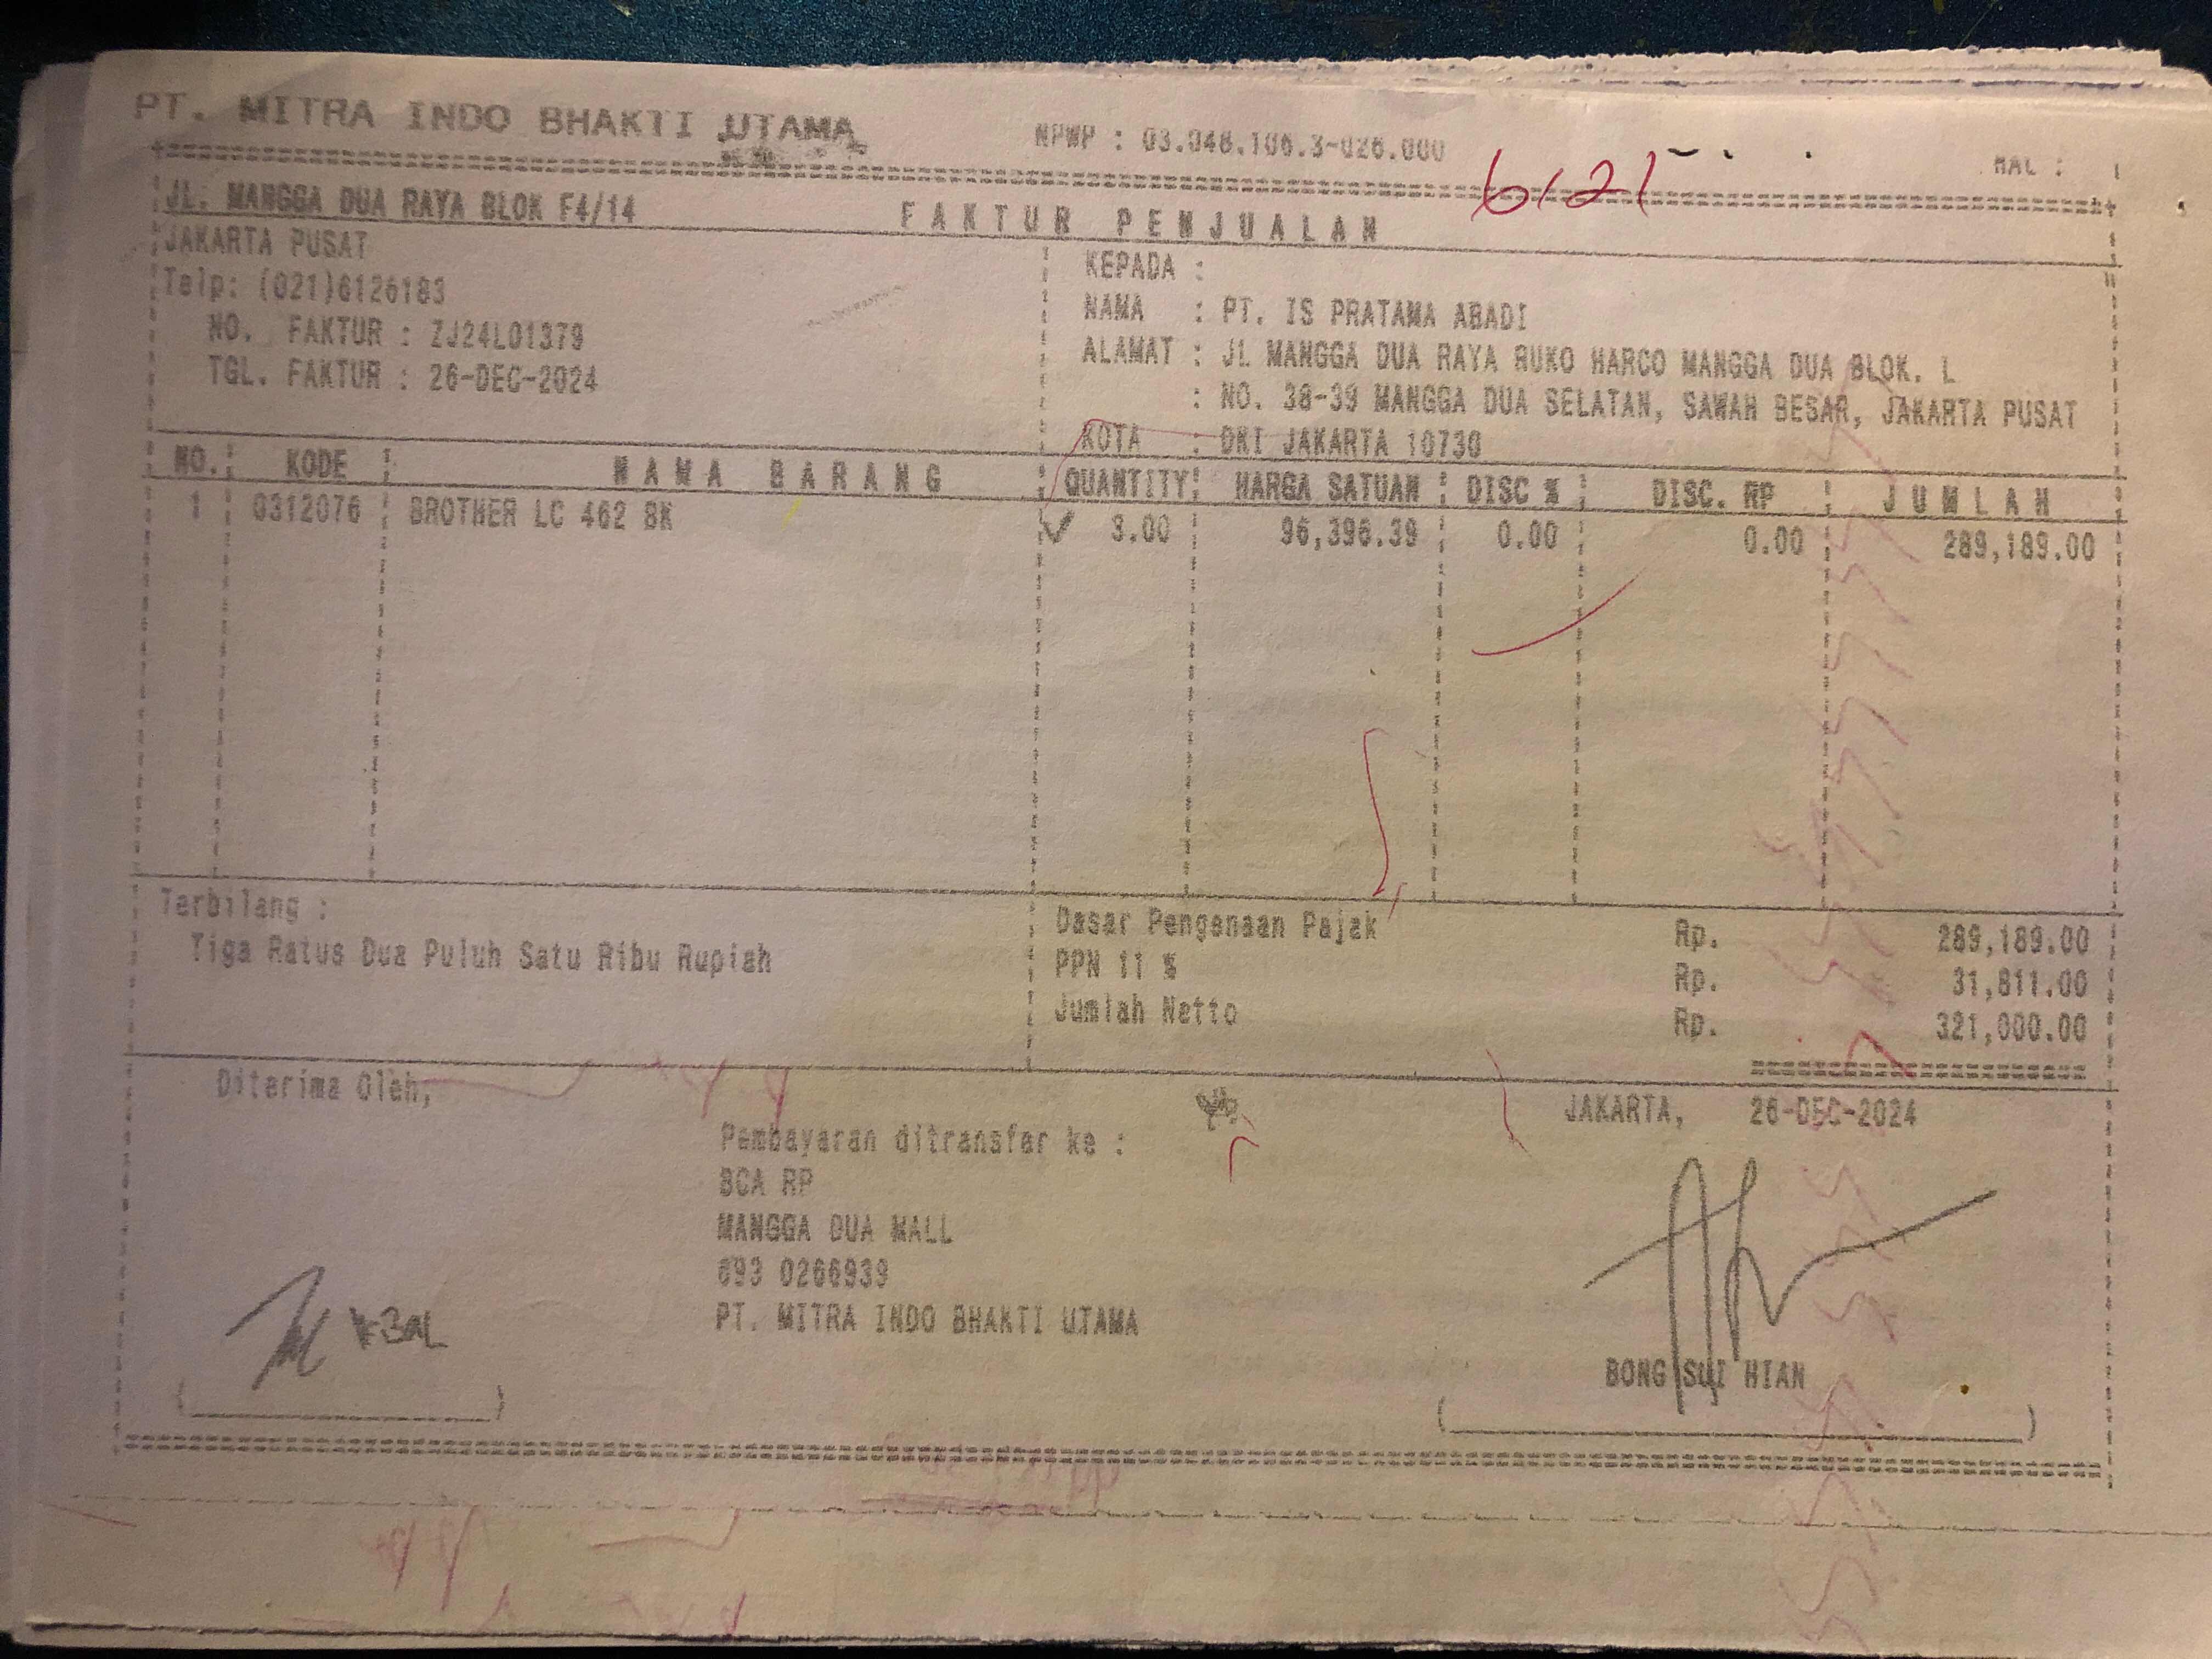 PT. MITRA INDO BHAKTI UTAMA
NPWP : 03.048.106.3-026.000
HAL :
6121
JL. MANGGA DUA RAYA BLOK F4/14
FAKTUR PENJUALAN
JAKARTA PUSAT
Telp: (021)6126183
NO. FAKTUR : ZJ24L01379
TGL. FAKTUR : 26-DEC-2024
KEPADA :
NAMA : PT. IS PRATAMA ABADI
ALAMAT : JL MANGGA DUA RAYA RUKO HARCO MANGGA DUA BLOK. L
: NO. 38-39 MANGGA DUA SELATAN, SAWAH BESAR, JAKARTA PUSAT
KOTA : DKI JAKARTA 10730
NO. KODE NAMA BARANG QUANTITY HARGA SATUAN DISC % DISC. RP JUMLAH
1 0312076 BROTHER LC 462 BK 3.00 96,396.39 0.00 0.00 289,189.00
Terbilang :
Tiga Ratus Dua Puluh Satu Ribu Rupiah
Dasar Pengenaan Pajak Rp. 289,189.00
PPN 11 % Rp. 31,811.00
Jumlah Netto Rp. 321,000.00
Diterima Oleh,
JAKARTA, 26-DEC-2024
Pembayaran ditransfer ke :
BCA RP
MANGGA DUA MALL
693 0266939
PT. MITRA INDO BHAKTI UTAMA
BONG SUI HIAN